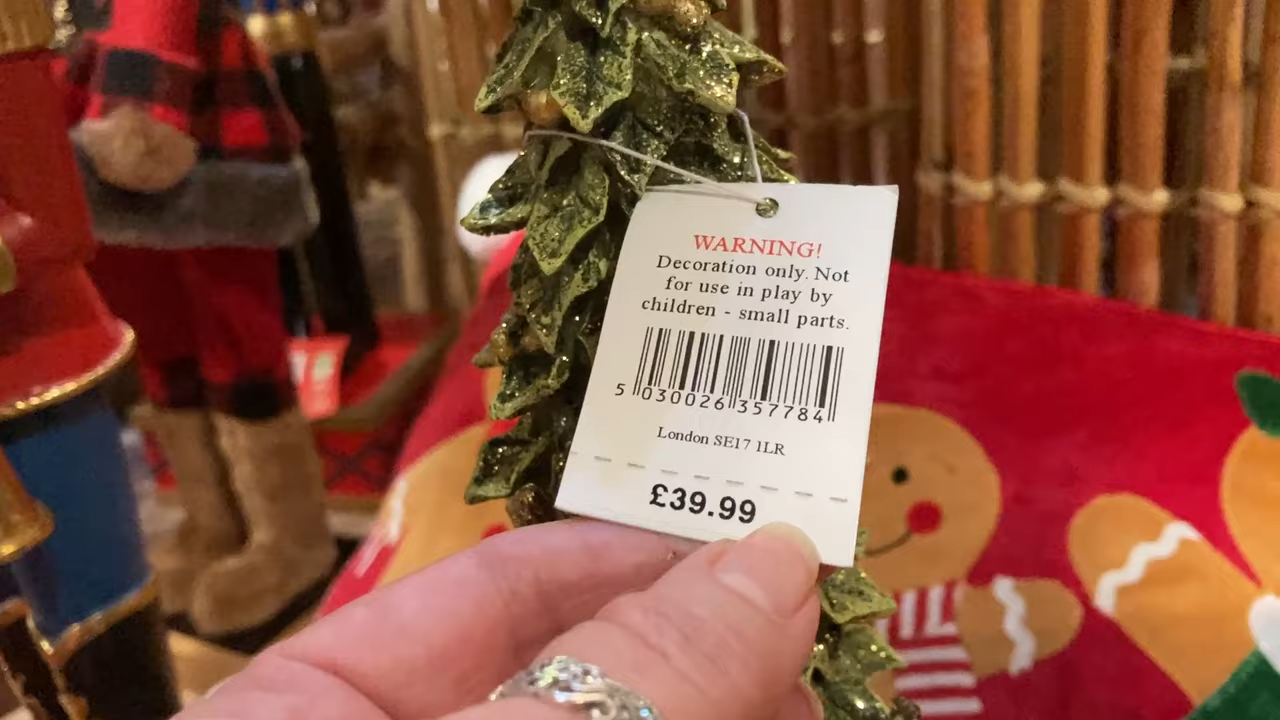 WARNING!
Decoration only. Not
for use in play by
children - small parts.
5 030026 357784
London SE17 1LR
£39.99